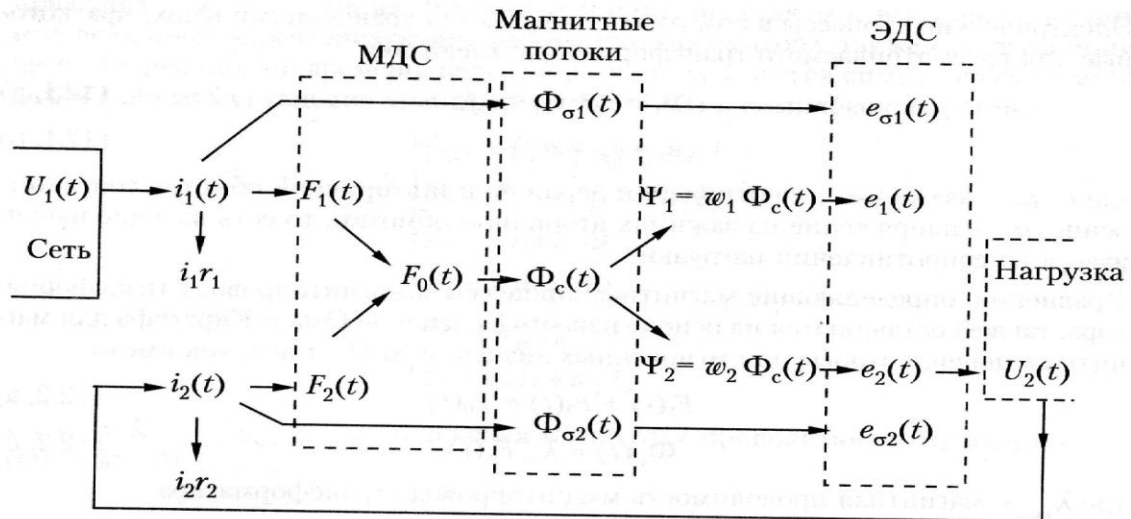 Магнитные
потоки
МДС
ЭДС
Φσ1(t)
eσ1(t)
U1(t)
i1(t)
F1(t)
Ψ1= w1 Φc(t)
e1(t)
Сеть
i1r1
F0(t)
Φc(t)
Нагрузка
i2(t)
F2(t)
Ψ2= w2 Φc(t)
e2(t)
U2(t)
Φσ2(t)
eσ2(t)
i2r2